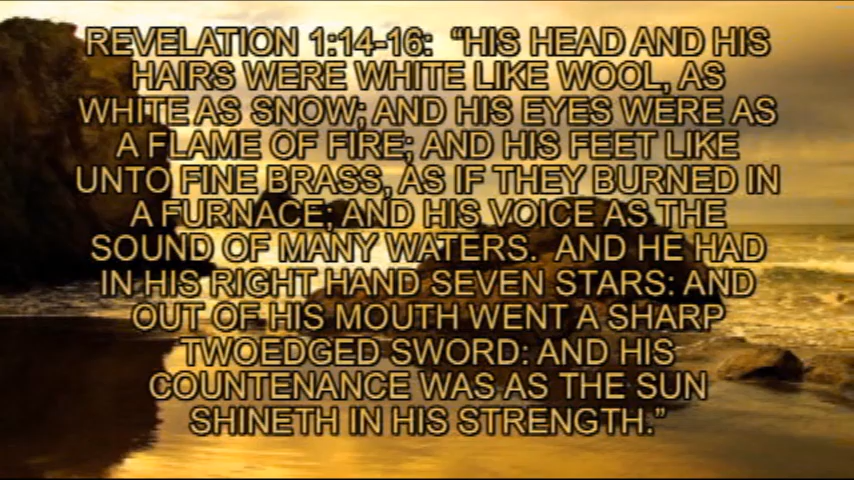 REVELATION 1:14-16:  “HIS HEAD AND HIS
HAIRS WERE WHITE LIKE WOOL, AS
WHITE AS SNOW; AND HIS EYES WERE AS
A FLAME OF FIRE; AND HIS FEET LIKE
UNTO FINE BRASS, AS IF THEY BURNED IN
A FURNACE; AND HIS VOICE AS THE
SOUND OF MANY WATERS.  AND HE HAD
IN HIS RIGHT HAND SEVEN STARS: AND
OUT OF HIS MOUTH WENT A SHARP
TWOEDGED SWORD: AND HIS
COUNTENANCE WAS AS THE SUN
SHINETH IN HIS STRENGTH.”